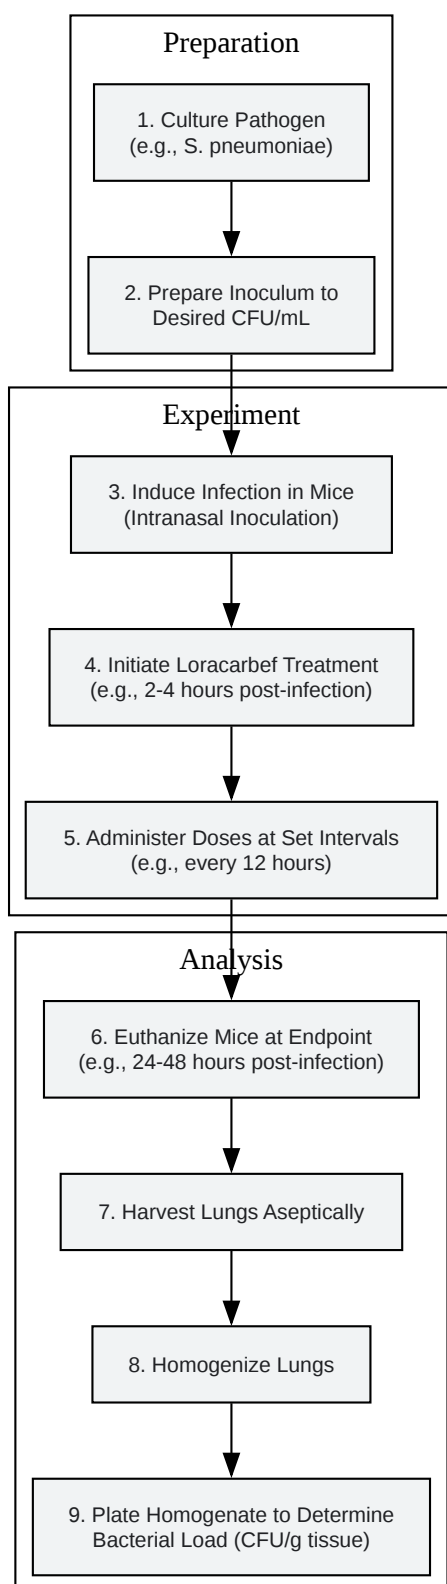 Preparation
1. Culture Pathogen
(e.g., S. pneumoniae)
2. Prepare Inoculum to
Desired CFU/mL
Experiment
3. Induce Infection in Mice
(Intranasal Inoculation)
4. Initiate Loracarbef Treatment
(e.g., 2-4 hours post-infection)
5. Administer Doses at Set Intervals
(e.g., every 12 hours)
Analysis
6. Euthanize Mice at Endpoint
(e.g., 24-48 hours post-infection)
7. Harvest Lungs Aseptically
8. Homogenize Lungs
9. Plate Homogenate to Determine
Bacterial Load (CFU/g tissue)